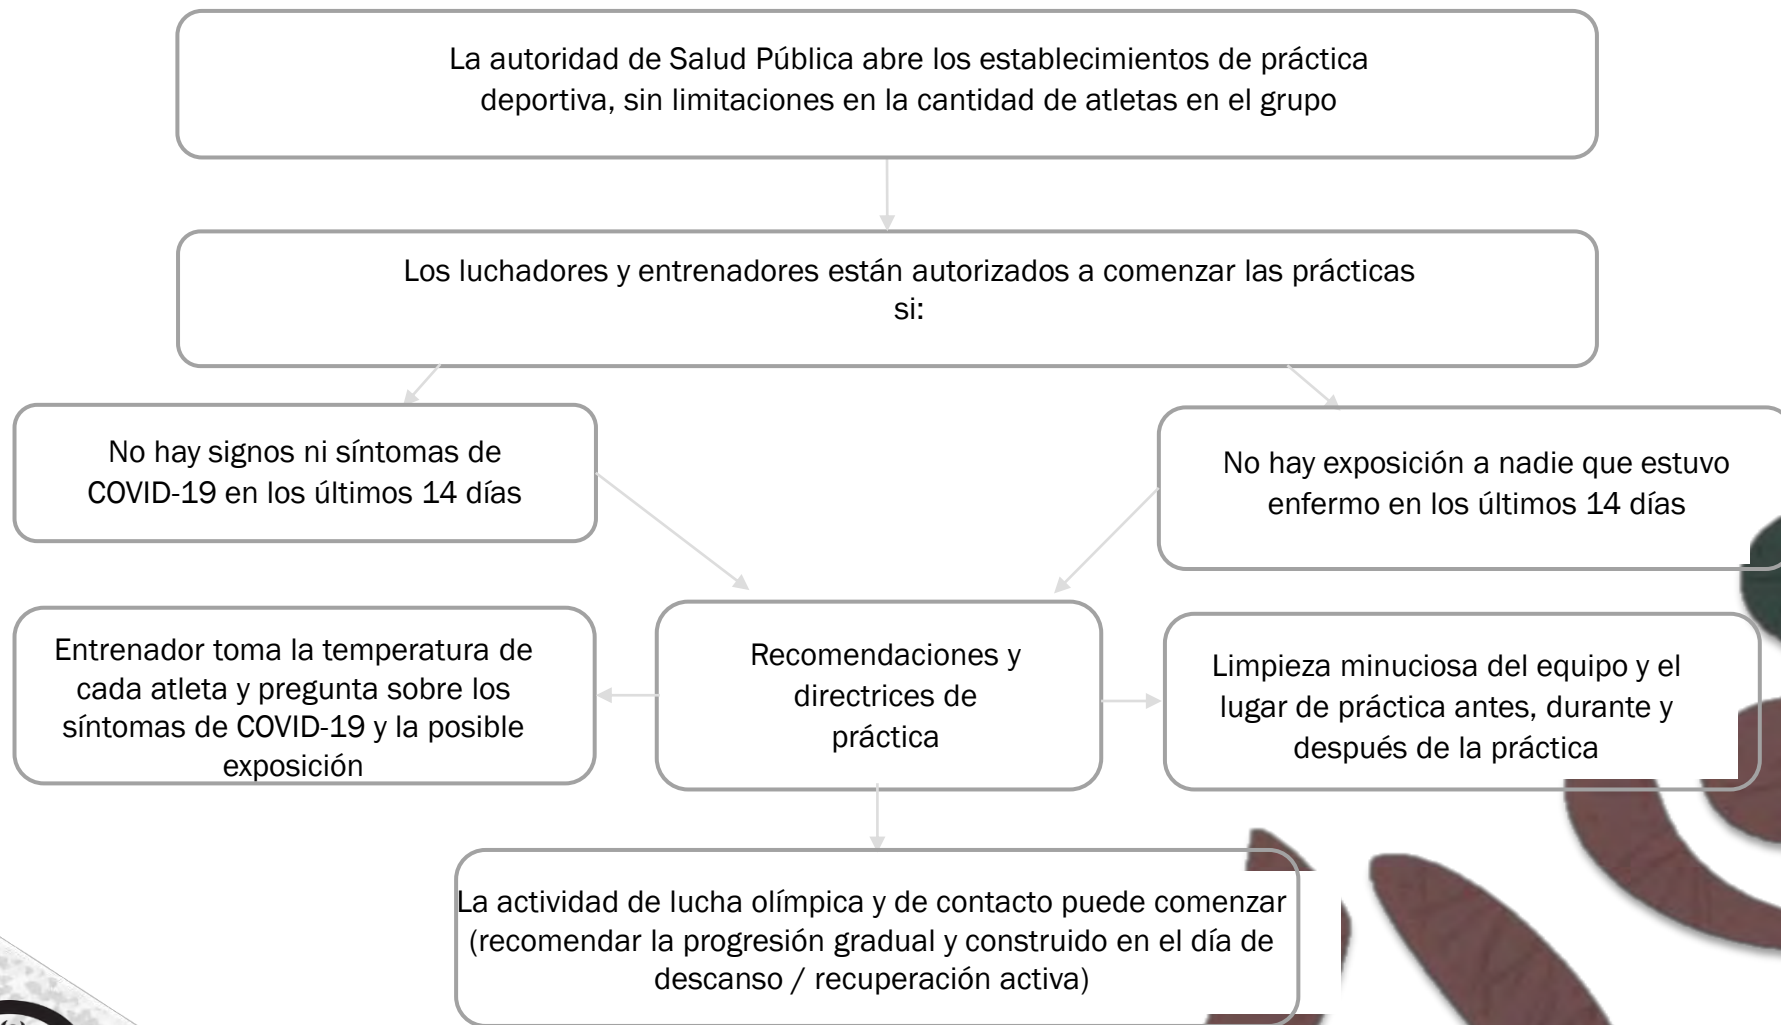 La autoridad de Salud Pública abre los establecimientos de práctica
deportiva, sin limitaciones en la cantidad de atletas en el grupo
Los luchadores y entrenadores están autorizados a comenzar las prácticas
si:
No hay signos ni síntomas de
COVID-19 en los últimos 14 días
No hay exposición a nadie que estuvo
enfermo en los últimos 14 días
Entrenador toma la temperatura de
cada atleta y pregunta sobre los
síntomas de COVID-19 y la posible
exposición
Recomendaciones y
directrices de
práctica
Limpieza minuciosa del equipo y el
lugar de práctica antes, durante y
después de la práctica
La actividad de lucha olímpica y de contacto puede comenzar
(recomendar la progresión gradual y construido en el día de
descanso / recuperación activa)